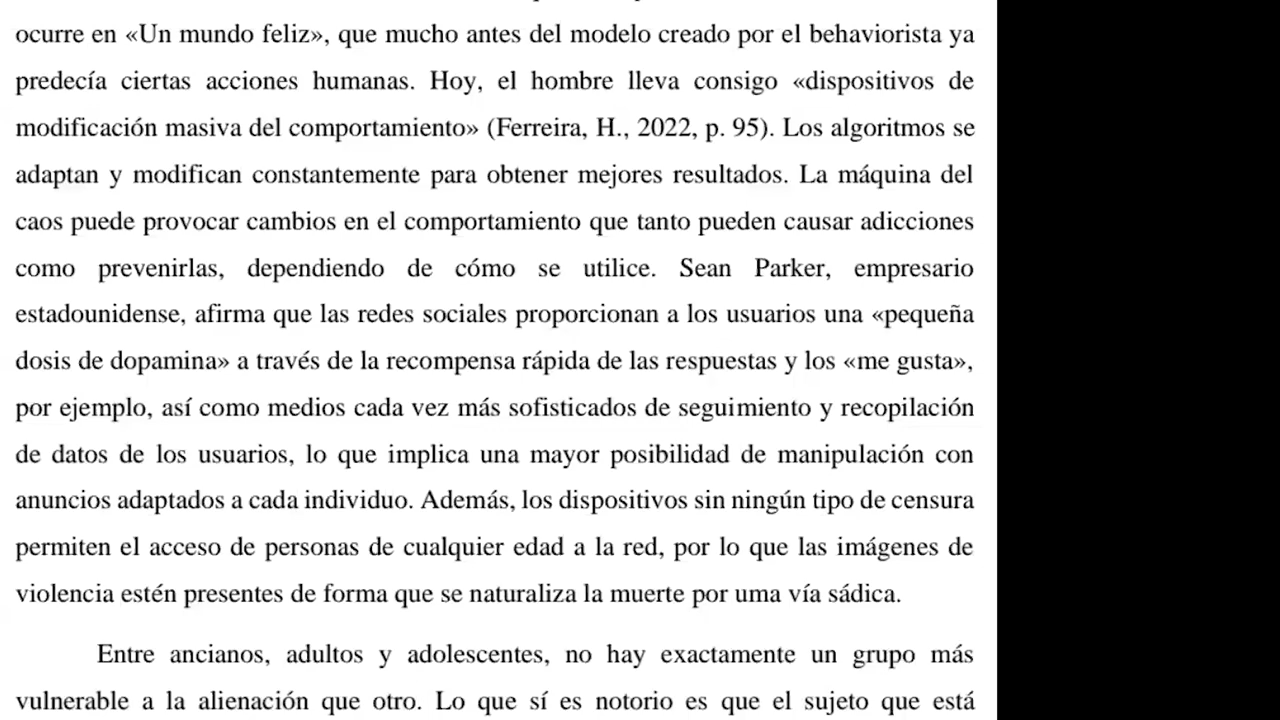 ocurre en «Un mundo feliz», que mucho antes del modelo creado por el behaviorista ya
predecía ciertas acciones humanas. Hoy, el hombre lleva consigo «dispositivos de
modificación masiva del comportamiento» (Ferreira, H., 2022, p. 95). Los algoritmos se
adaptan y modifican constantemente para obtener mejores resultados. La máquina del
caos puede provocar cambios en el comportamiento que tanto pueden causar adicciones
como prevenirlas, dependiendo de cómo se utilice. Sean Parker, empresario
estadounidense, afirma que las redes sociales proporcionan a los usuarios una «pequeña
dosis de dopamina» a través de la recompensa rápida de las respuestas y los «me gusta»,
por ejemplo, así como medios cada vez más sofisticados de seguimiento y recopilación
de datos de los usuarios, lo que implica una mayor posibilidad de manipulación con
anuncios adaptados a cada individuo. Además, los dispositivos sin ningún tipo de censura
permiten el acceso de personas de cualquier edad a la red, por lo que las imágenes de
violencia estén presentes de forma que se naturaliza la muerte por uma vía sádica.
Entre ancianos, adultos y adolescentes, no hay exactamente un grupo más
vulnerable a la alienación que otro. Lo que sí es notorio es que el sujeto que está